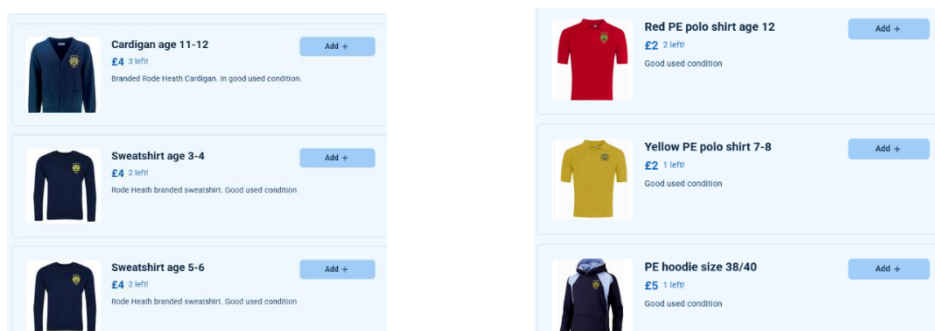 Cardigan age 11-12
Add +
£4 3 left!
Branded Rode Heath Cardigan. In good used condition.
Sweatshirt age 3-4
Add +
£4 2 left!
Rode Heath branded sweatshirt. Good used condition
Sweatshirt age 5-6
Add +
£4 2 left!
Rode Heath branded sweatshirt. Good used condition
Red PE polo shirt age 12
Add +
£2 2 left!
Good used condition
Yellow PE polo shirt 7-8
Add +
£2 1 left!
Good used condition
PE hoodie size 38/40
Add +
£5 1 left!
Good used condition